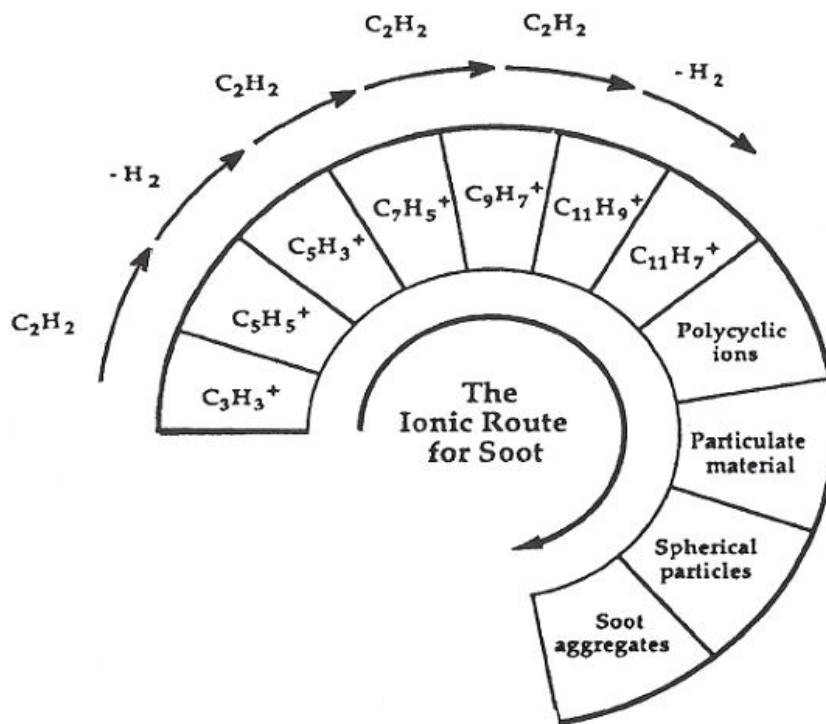 C₂H₂
- H₂
C₂H₂
C₂H₂
C₂H₂
- H₂
C₃H₃⁺
C₅H₅⁺
C₅H₃⁺
C₇H₅⁺
C₉H₇⁺
C₁₁H₉⁺
C₁₁H₇⁺
Polycyclic
ions
Particulate
material
Spherical
particles
Soot
aggregates
The
Ionic Route
for Soot